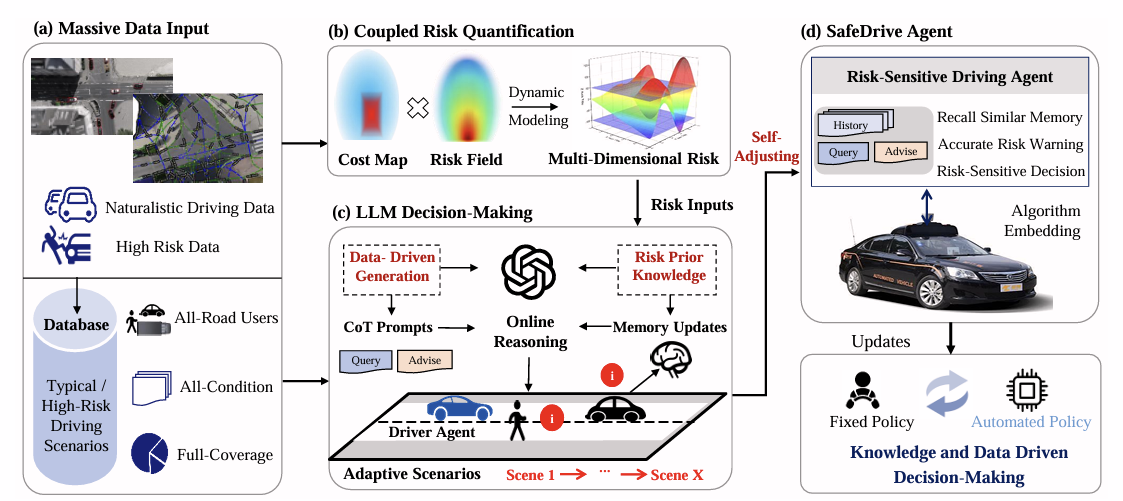 (a) Massive Data Input
Naturalistic Driving Data
High Risk Data
Database
Typical /
High-Risk
Driving
Scenarios
All-Road Users
All-Condition
Full-Coverage
(b) Coupled Risk Quantification
Cost Map
Risk Field
Dynamic
Modeling
Multi-Dimensional Risk
Risk Inputs
(c) LLM Decision-Making
Data- Driven
Generation
Risk Prior
Knowledge
CoT Prompts
Online
Reasoning
Memory Updates
Query
Advise
i
i
Driver Agent
Adaptive Scenarios
Scene 1
...
Scene X
Self-
Adjusting
(d) SafeDrive Agent
Risk-Sensitive Driving Agent
History
Query
Advise
Recall Similar Memory
Accurate Risk Warning
Risk-Sensitive Decision
Algorithm
Embedding
AUTOMATED VEHICLE
Updates
Fixed Policy
Automated Policy
Knowledge and Data Driven
Decision-Making